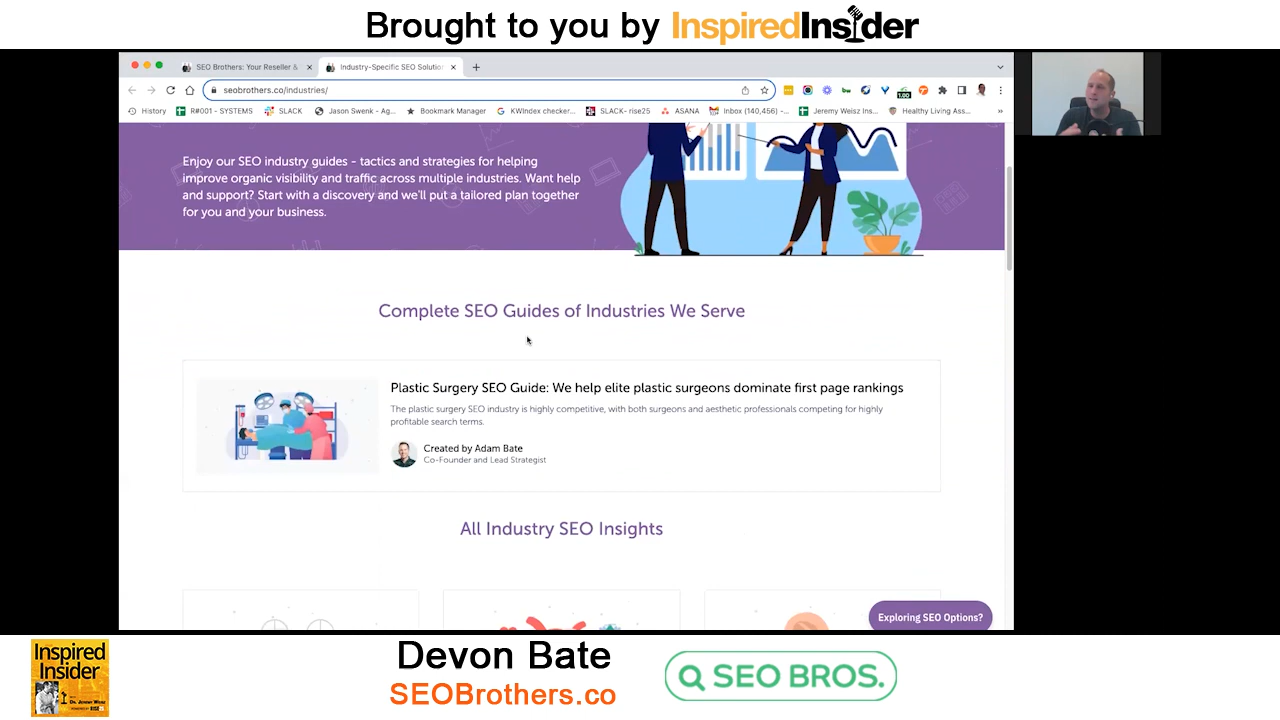 Brought to you by InspiredInsider
SEO Brothers: Your Reseller &
Industry-Specific SEO Solution
seobrothers.co/industries/
History
R#001 - SYSTEMS
SLACK
Jason Swenk - Ag...
Bookmark Manager
KWIndex checker...
SLACK- rise25
ASANA
Inbox (140,456) -...
Jeremy Weisz Ins...
Healthy Living Ass...
Enjoy our SEO industry guides - tactics and strategies for helping
improve organic visibility and traffic across multiple industries. Want help
and support? Start with a discovery and we'll put a tailored plan together
for you and your business.
Complete SEO Guides of Industries We Serve
Plastic Surgery SEO Guide: We help elite plastic surgeons dominate first page rankings
The plastic surgery SEO industry is highly competitive, with both surgeons and aesthetic professionals competing for highly
profitable search terms.
Created by Adam Bate
Co-Founder and Lead Strategist
All Industry SEO Insights
Exploring SEO Options?
Inspired
Insider
Devon Bate
SEOBrothers.co
SEO BROS.